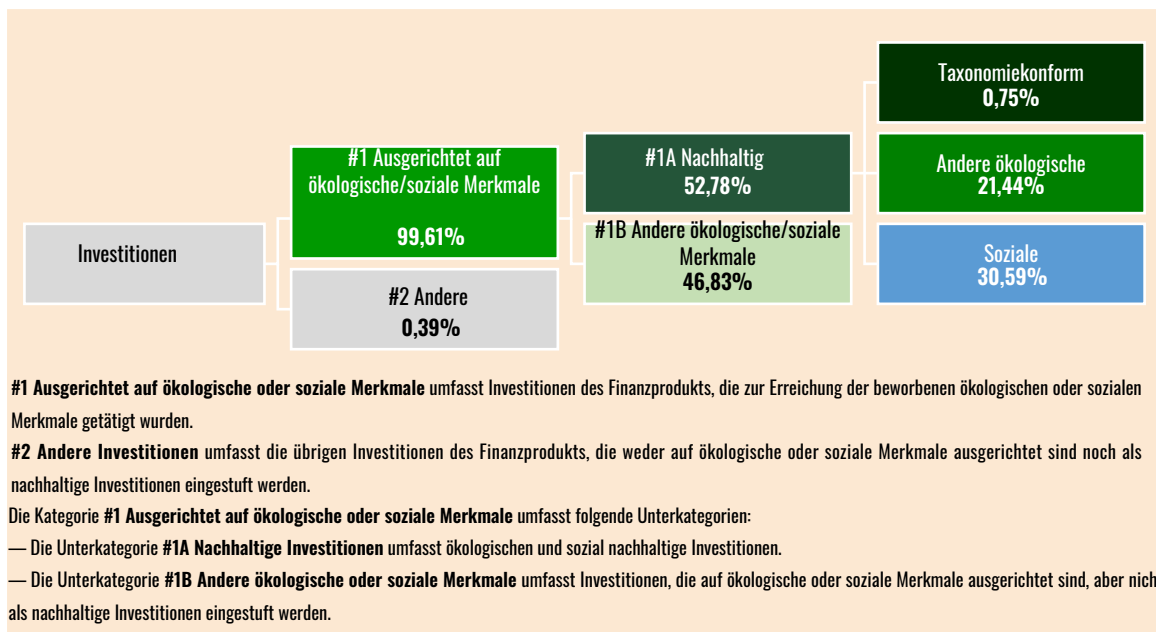 Taxonomiekonform
0,75%
#1 Ausgerichtet auf
ökologische/soziale Merkmale
99,61%
#1A Nachhaltig
52,78%
Andere ökologische
21,44%
Investitionen
#1B Andere ökologische/soziale
Merkmale
46,83%
Soziale
30,59%
#2 Andere
0,39%
#1 Ausgerichtet auf ökologische oder soziale Merkmale umfasst Investitionen des Finanzprodukts, die zur Erreichung der beworbenen ökologischen oder sozialen
Merkmale getätigt wurden.
#2 Andere Investitionen umfasst die übrigen Investitionen des Finanzprodukts, die weder auf ökologische oder soziale Merkmale ausgerichtet sind noch als
nachhaltige Investitionen eingestuft werden.
Die Kategorie #1 Ausgerichtet auf ökologische oder soziale Merkmale umfasst folgende Unterkategorien:
— Die Unterkategorie #1A Nachhaltige Investitionen umfasst ökologischen und sozial nachhaltige Investitionen.
— Die Unterkategorie #1B Andere ökologische oder soziale Merkmale umfasst Investitionen, die auf ökologische oder soziale Merkmale ausgerichtet sind, aber nich
als nachhaltige Investitionen eingestuft werden.